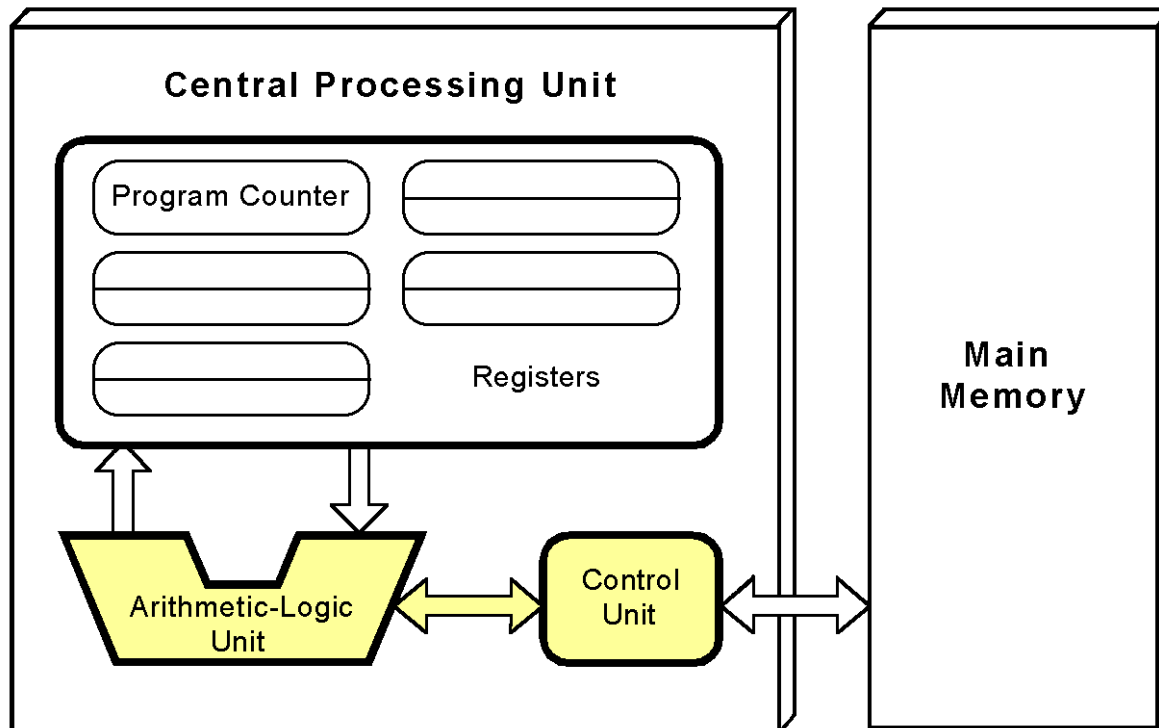 Central Processing Unit
Program Counter
Registers
Arithmetic-Logic
Unit
Control
Unit
Main
Memory